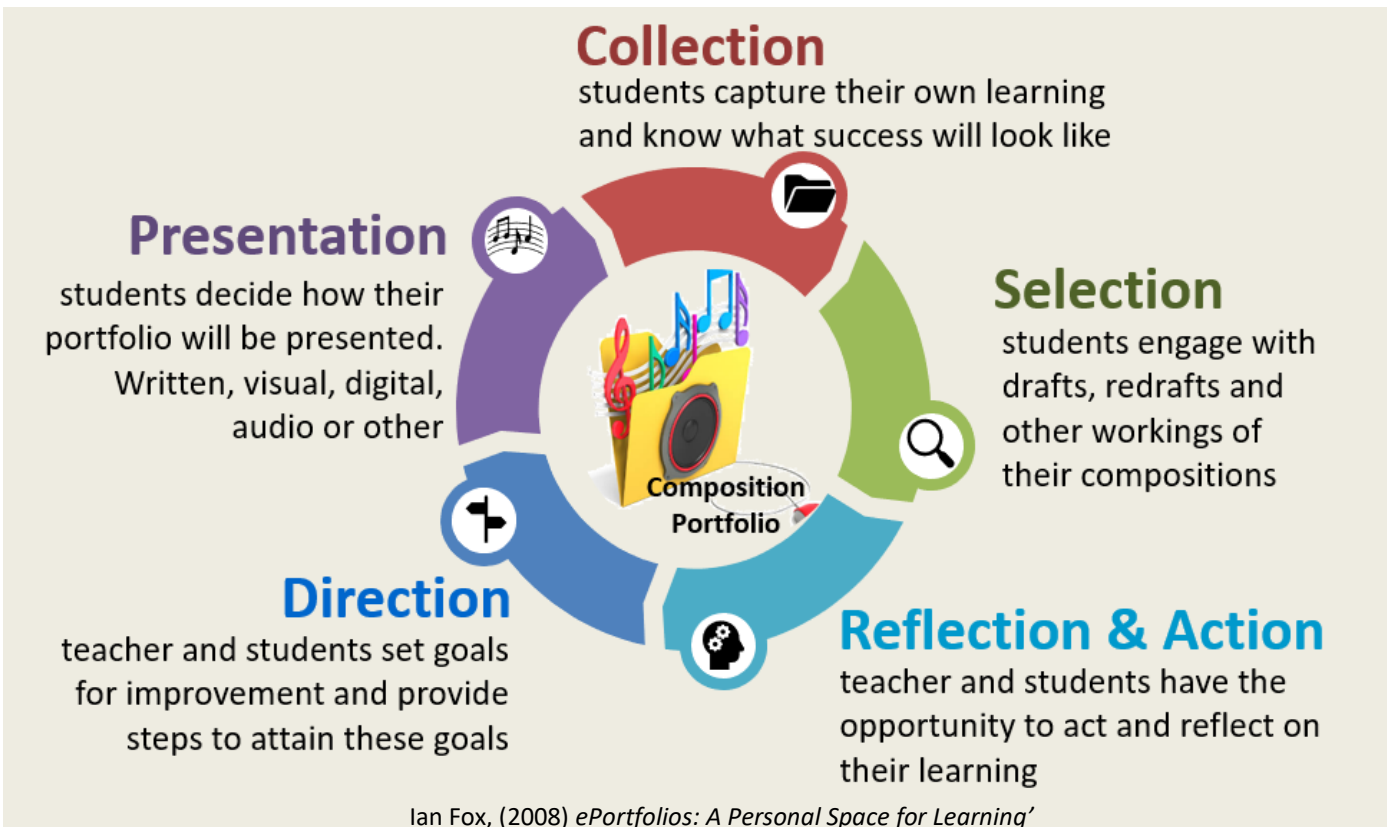 Collection
students capture their own learning
and know what success will look like
Selection
students engage with
drafts, redrafts and
other workings of
their compositions
Reflection & Action
teacher and students have the
opportunity to act and reflect on
their learning
Direction
teacher and students set goals
for improvement and provide
steps to attain these goals
Presentation
students decide how their
portfolio will be presented.
Written, visual, digital,
audio or other
Composition
Portfolio
Ian Fox, (2008) ePortfolios: A Personal Space for Learning’